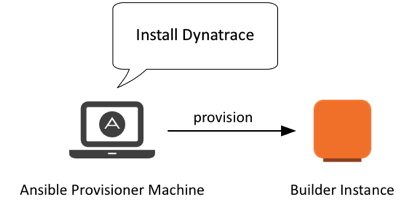 Install Dynatrace
provision
A
Ansible Provisioner Machine
Builder Instance